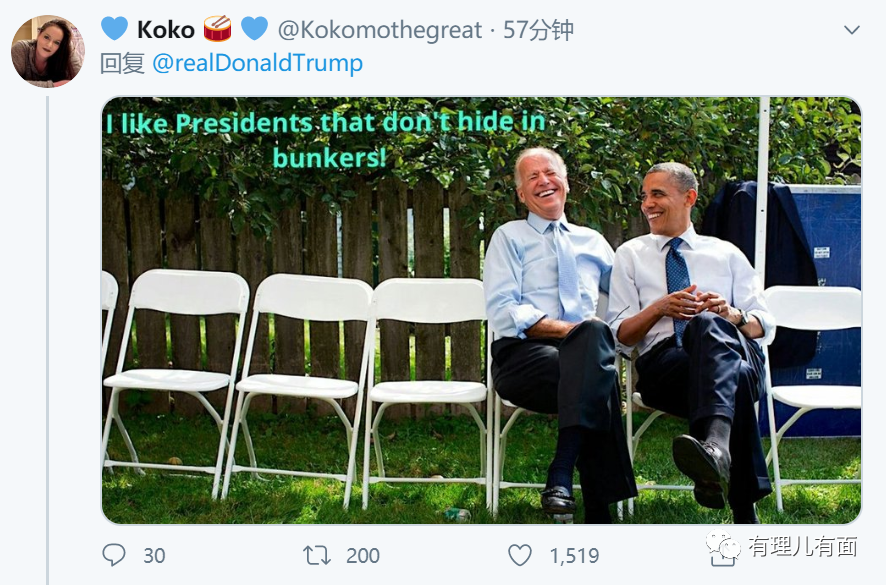 Koko @Kokomothegreat · 57分钟
回复 @realDonaldTrump
I like Presidents that don't hide in
bunkers!
30 200 1,519
有理儿有面